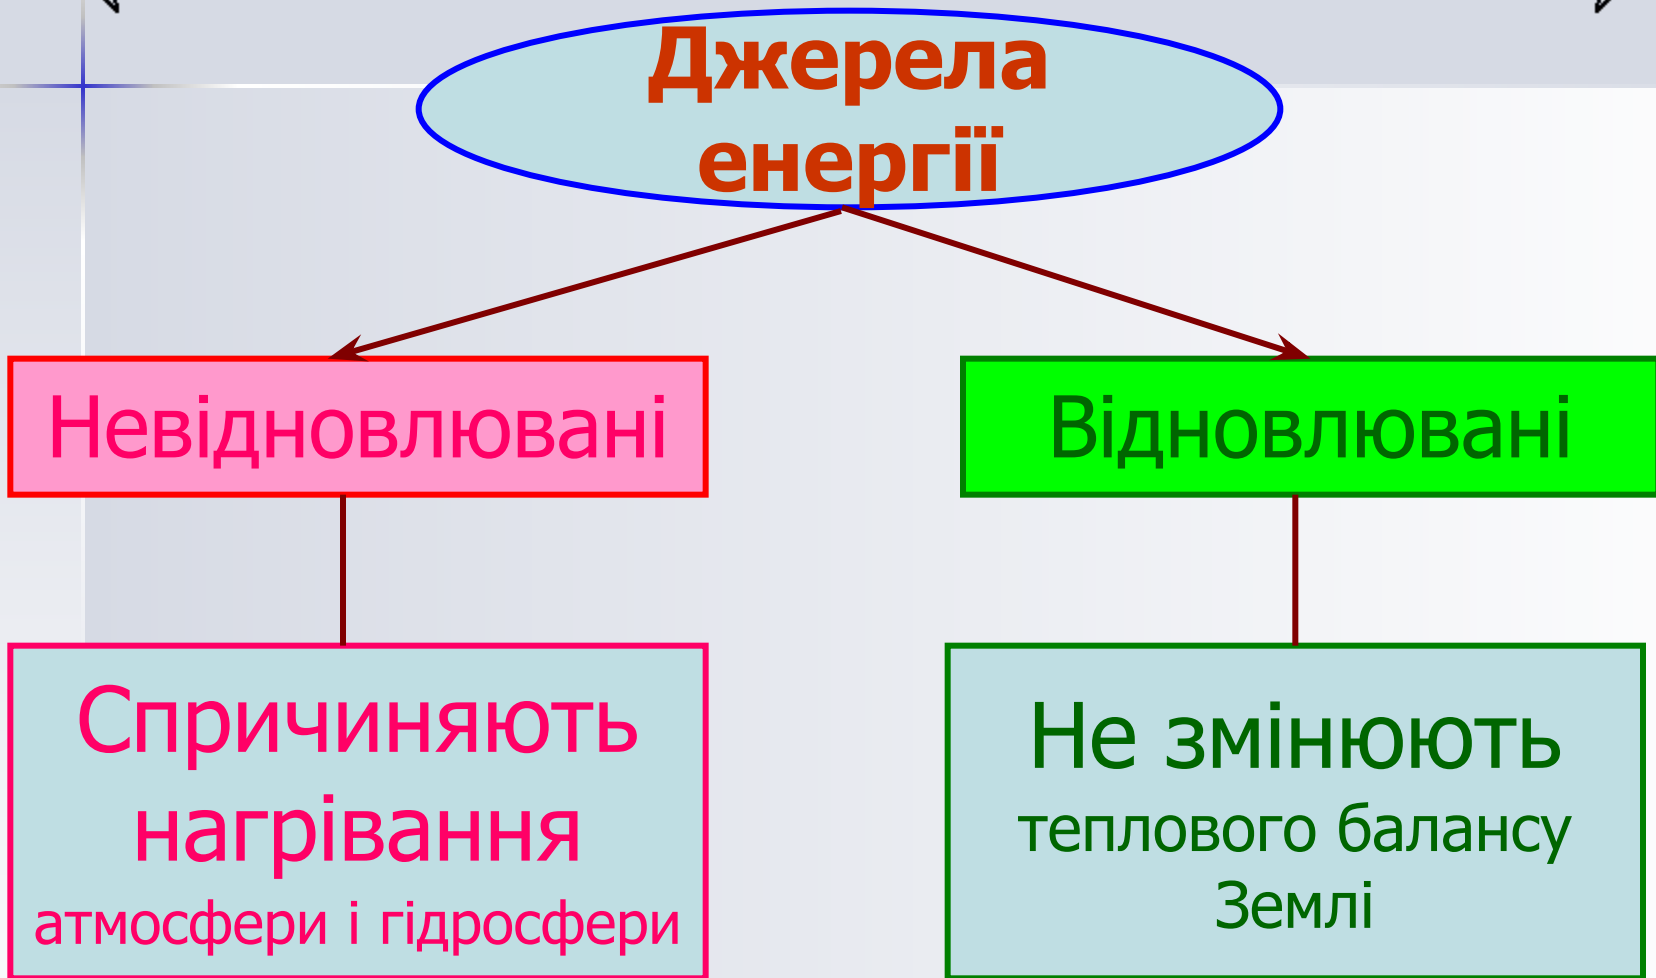 Джерела
енергії
Невідновлювані
Відновлювані
Спричиняють
нагрівання
атмосфери і гідросфери
Не змінюють
теплового балансу
Землі